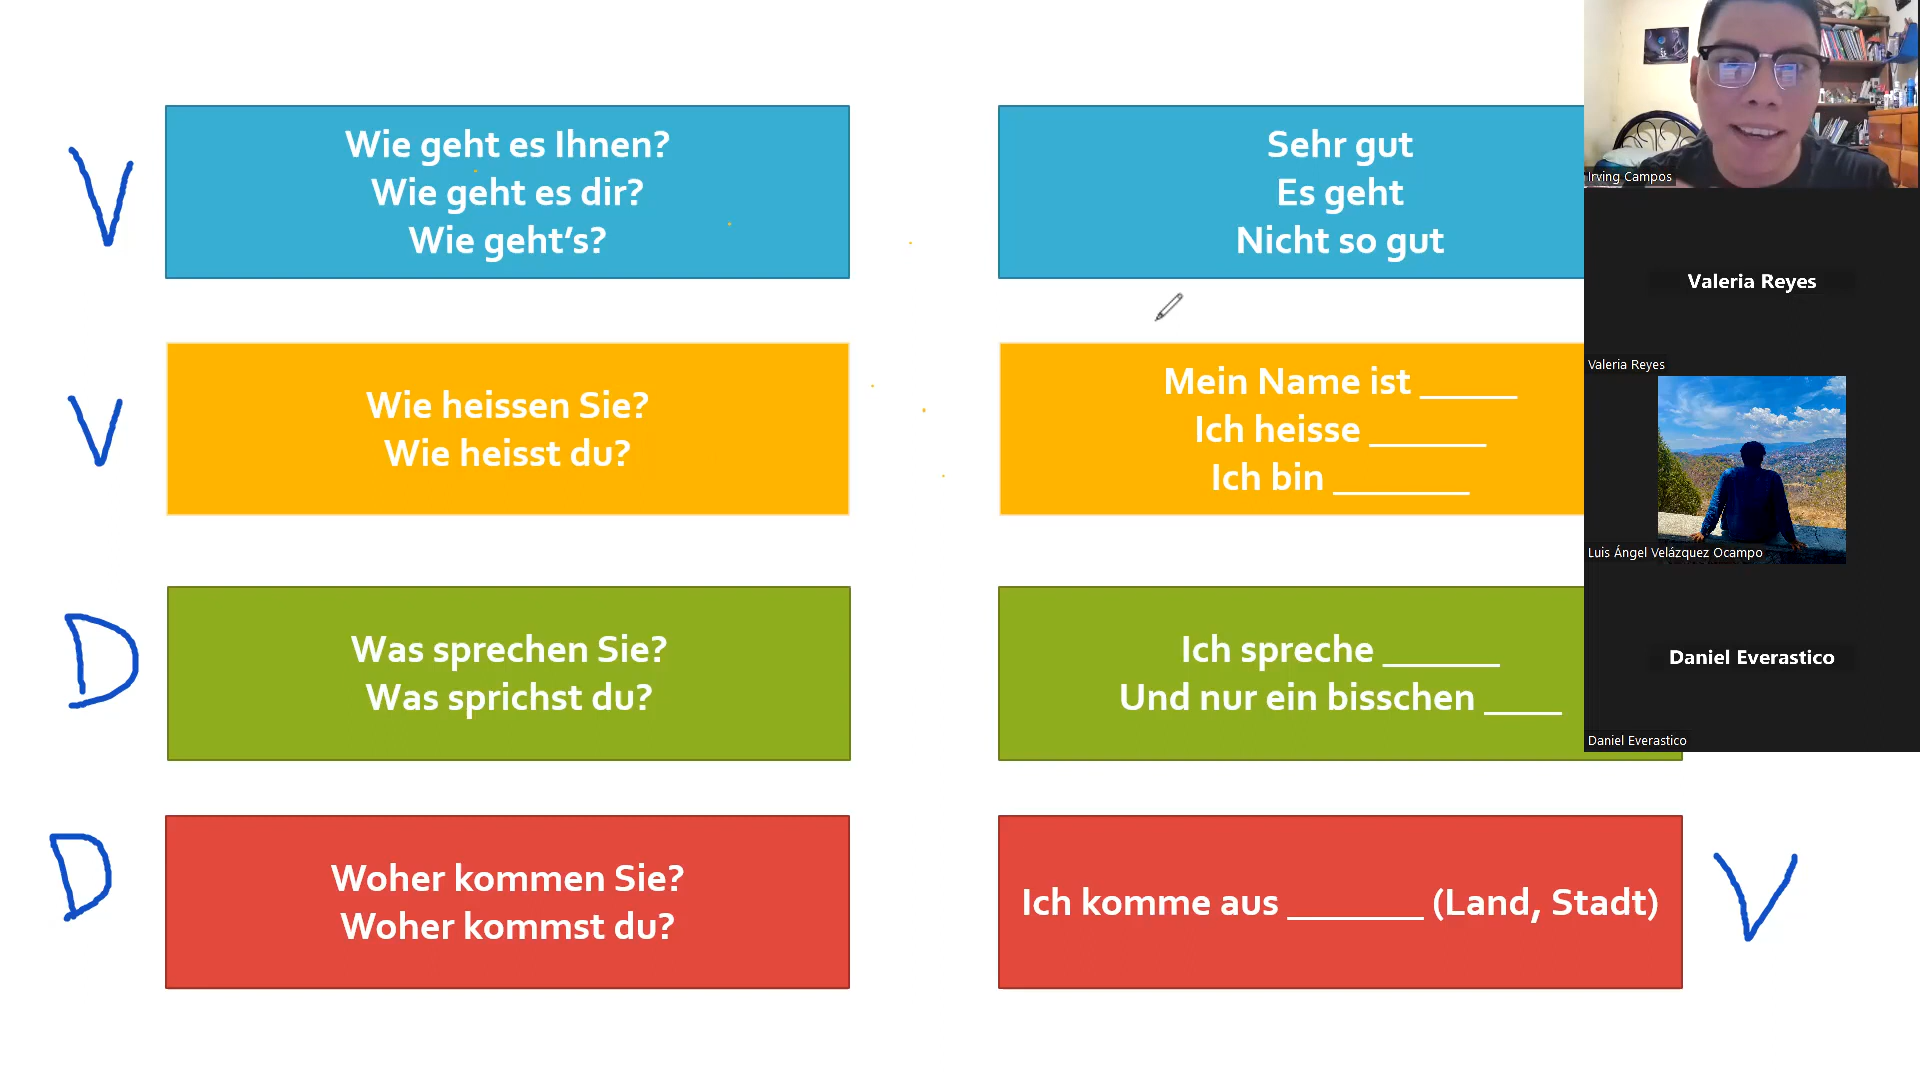 V
Wie geht es Ihnen?
Wie geht es dir?
Wie geht's?
Sehr gut
Es geht
Nicht so gut
V
Wie heissen Sie?
Wie heisst du?
Mein Name ist ______
Ich heisse ______
Ich bin ______
D
Was sprechen Sie?
Was sprichst du?
Ich spreche ______
Und nur ein bisschen ____
D
Woher kommen Sie?
Woher kommst du?
Ich komme aus _______ (Land, Stadt)
V
Irving Campos
Valeria Reyes
Valeria Reyes
Luis Ángel Velázquez Ocampo
Daniel Everastico
Daniel Everastico